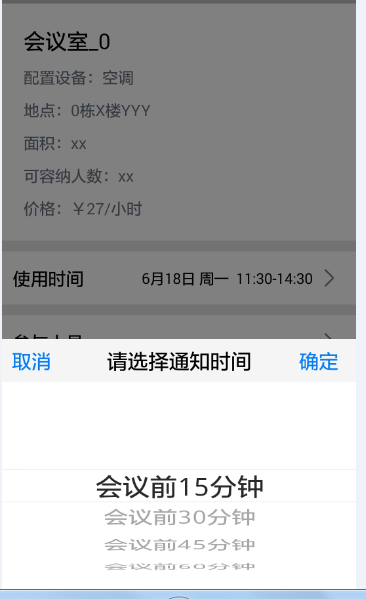 会议室_0
配置设备：空调
地点：0栋X楼YYY
面积：xx
可容纳人数：xx
价格：￥27/小时
使用时间 6月18日 周一 11:30-14:30
取消 请选择通知时间 确定
会议前15分钟
会议前30分钟
会议前45分钟
会议前60分钟